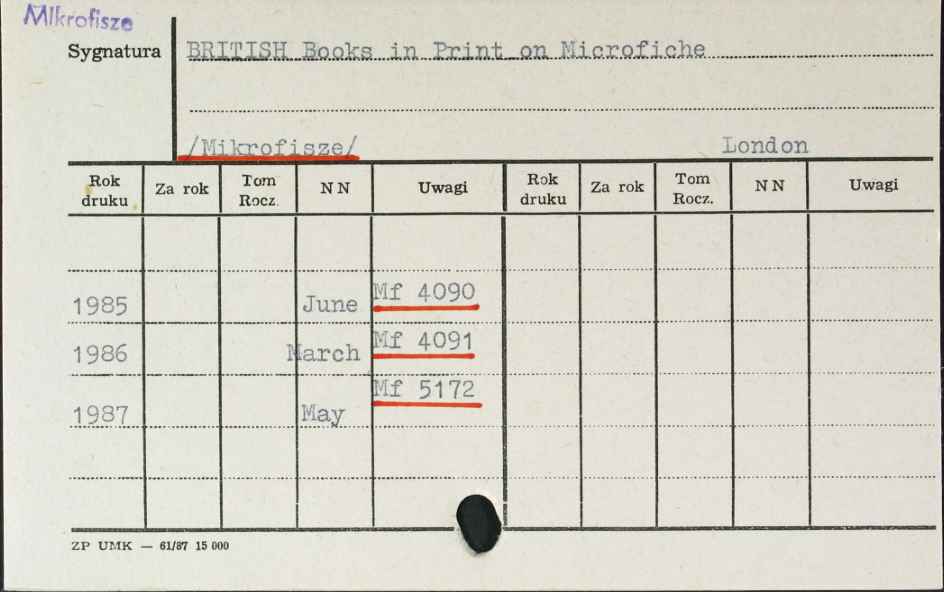 Mikrofisze
Sygnatura BRITISH Books in Print on Microfiche
/Mikrofisze/ London
Rok druku Za rok Tom Rocz. N N Uwagi Rok druku Za rok Tom Rocz. N N Uwagi
1985 June Mf 4090
1986 March Mf 4091
1987 May Mf 5172
ZP UMK — 61/87 15 000